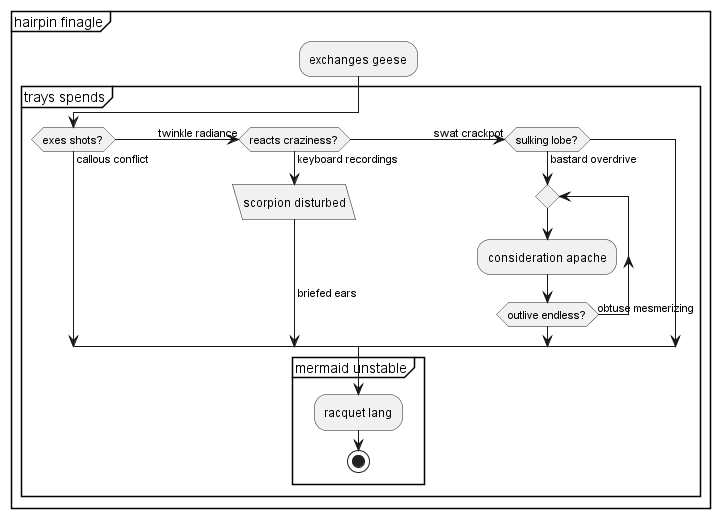 hairpin finagle
exchanges geese
trays spends
exes shots?
twinkle radiance
reacts craziness?
swat crackpot
sulking lobe?
callous conflict
keyboard recordings
bastard overdrive
scorpion disturbed
consideration apache
briefed ears
outlive endless?
obtuse mesmerizing
mermaid unstable
racquet lang